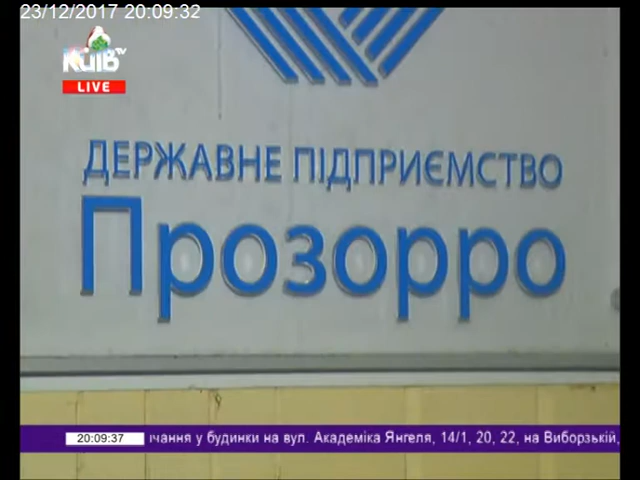 23/12/2017 20:09:32
КИЇВ TV
LIVE
ДЕРЖАВНЕ ПІДПРИЄМСТВО
Прозорро
20:09:37 ічання у будинки на вул. Академіка Янгеля, 14/1, 20, 22, на Виборзькій,